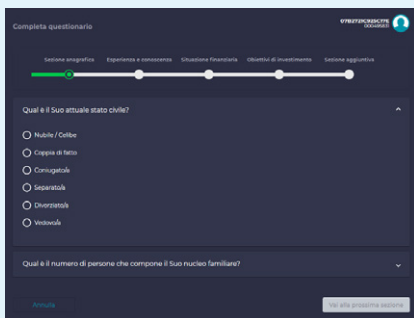 Completa questionario
Sezione anagrafica
Esperienza e conoscenza
Situazione finanziaria
Obiettivi di investimento
Sezione aggiuntiva
Qual è il Suo attuale stato civile?
Nubile / Celibe
Coppia di fatto
Coniugato/a
Separato/a
Divorziato/a
Vedovo/a
Qual è il numero di persone che compone il Suo nucleo familiare?
Annulla
Vai alla prossima sezione